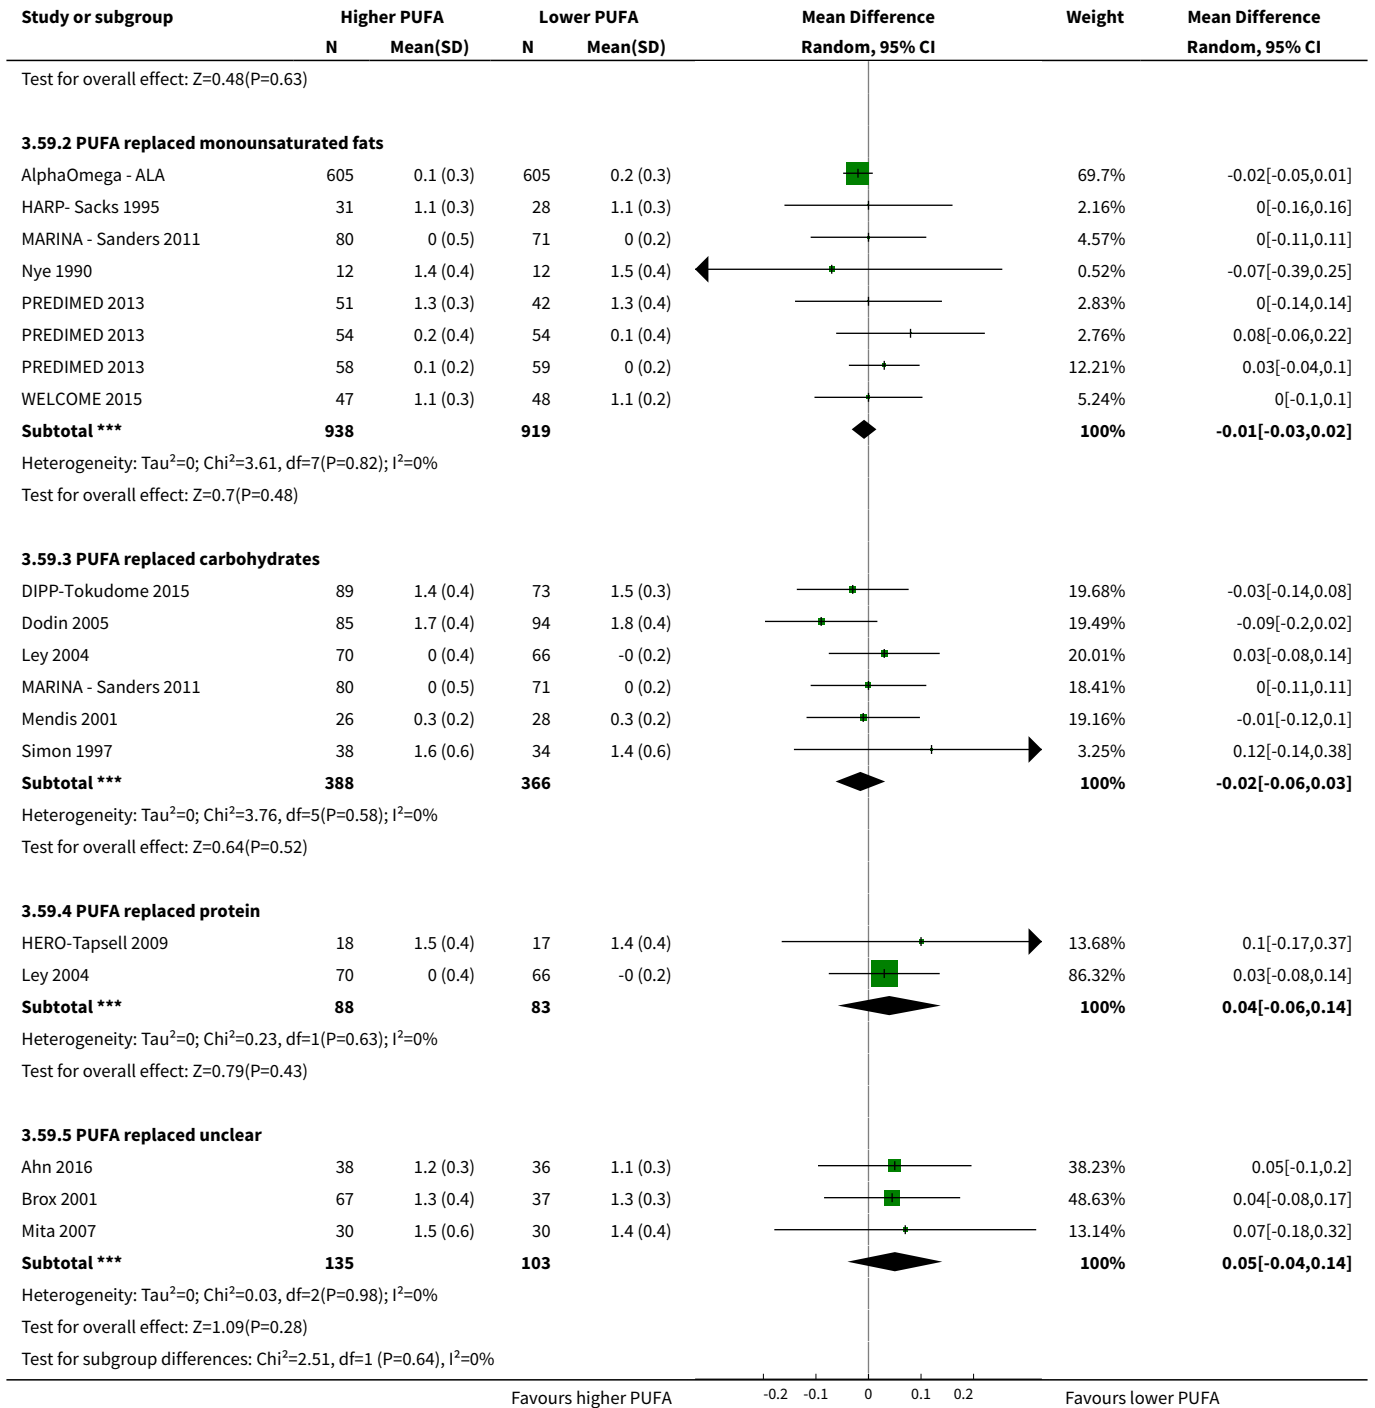 Study or subgroup Higher PUFA Lower PUFA Mean Difference Weight Mean Difference
N Mean(SD) N Mean(SD) Random, 95% CI Random, 95% CI
Test for overall effect: Z=0.48(P=0.63)
3.59.2 PUFA replaced monounsaturated fats
AlphaOmega - ALA 605 0.1 (0.3) 605 0.2 (0.3) 69.7% -0.02[-0.05,0.01]
HARP- Sacks 1995 31 1.1 (0.3) 28 1.1 (0.3) 2.16% 0[-0.16,0.16]
MARINA - Sanders 2011 80 0 (0.5) 71 0 (0.2) 4.57% 0[-0.11,0.11]
Nye 1990 12 1.4 (0.4) 12 1.5 (0.4) 0.52% -0.07[-0.39,0.25]
PREDIMED 2013 51 1.3 (0.3) 42 1.3 (0.4) 2.83% 0[-0.14,0.14]
PREDIMED 2013 54 0.2 (0.4) 54 0.1 (0.4) 2.76% 0.08[-0.06,0.22]
PREDIMED 2013 58 0.1 (0.2) 59 0 (0.2) 12.21% 0.03[-0.04,0.1]
WELCOME 2015 47 1.1 (0.3) 48 1.1 (0.2) 5.24% 0[-0.1,0.1]
Subtotal *** 938 919 100% -0.01[-0.03,0.02]
Heterogeneity: Tau²=0; Chi²=3.61, df=7(P=0.82); I²=0%
Test for overall effect: Z=0.7(P=0.48)
3.59.3 PUFA replaced carbohydrates
DIPP-Tokudome 2015 89 1.4 (0.4) 73 1.5 (0.3) 19.68% -0.03[-0.14,0.08]
Dodin 2005 85 1.7 (0.4) 94 1.8 (0.4) 19.49% -0.09[-0.2,0.02]
Ley 2004 70 0 (0.4) 66 -0 (0.2) 20.01% 0.03[-0.08,0.14]
MARINA - Sanders 2011 80 0 (0.5) 71 0 (0.2) 18.41% 0[-0.11,0.11]
Mendis 2001 26 0.3 (0.2) 28 0.3 (0.2) 19.16% -0.01[-0.12,0.1]
Simon 1997 38 1.6 (0.6) 34 1.4 (0.6) 3.25% 0.12[-0.14,0.38]
Subtotal *** 388 366 100% -0.02[-0.06,0.03]
Heterogeneity: Tau²=0; Chi²=3.76, df=5(P=0.58); I²=0%
Test for overall effect: Z=0.64(P=0.52)
3.59.4 PUFA replaced protein
HERO-Tapsell 2009 18 1.5 (0.4) 17 1.4 (0.4) 13.68% 0.1[-0.17,0.37]
Ley 2004 70 0 (0.4) 66 -0 (0.2) 86.32% 0.03[-0.08,0.14]
Subtotal *** 88 83 100% 0.04[-0.06,0.14]
Heterogeneity: Tau²=0; Chi²=0.23, df=1(P=0.63); I²=0%
Test for overall effect: Z=0.79(P=0.43)
3.59.5 PUFA replaced unclear
Ahn 2016 38 1.2 (0.3) 36 1.1 (0.3) 38.23% 0.05[-0.1,0.2]
Brox 2001 67 1.3 (0.4) 37 1.3 (0.3) 48.63% 0.04[-0.08,0.17]
Mita 2007 30 1.5 (0.6) 30 1.4 (0.4) 13.14% 0.07[-0.18,0.32]
Subtotal *** 135 103 100% 0.05[-0.04,0.14]
Heterogeneity: Tau²=0; Chi²=0.03, df=2(P=0.98); I²=0%
Test for overall effect: Z=1.09(P=0.28)
Test for subgroup differences: Chi²=2.51, df=1 (P=0.64), I²=0%
Favours higher PUFA -0.2 -0.1 0 0.1 0.2 Favours lower PUFA